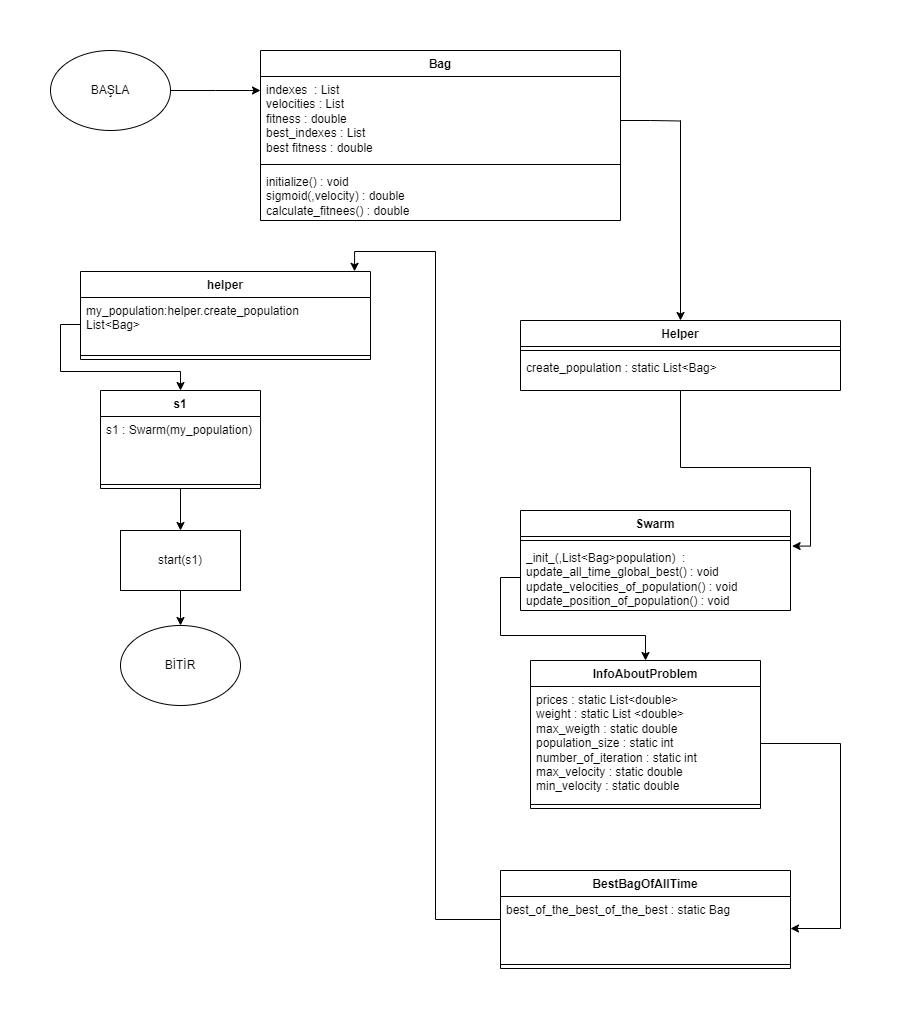 BAŞLA
Bag
indexes : List
velocities : List
fitness : double
best_indexes : List
best fitness : double
initialize() : void
sigmoid(,velocity) : double
calculate_fitnees() : double
helper
my_population:helper.create_population
List<Bag>
Helper
create_population : static List<Bag>
s1
s1 : Swarm(my_population)
Swarm
_init_(,List<Bag>population) :
update_all_time_global_best() : void
update_velocities_of_population() : void
update_position_of_population() : void
start(s1)
BİTİR
InfoAboutProblem
prices : static List<double>
weight : static List <double>
max_weigth : static double
population_size : static int
number_of_iteration : static int
max_velocity : static double
min_velocity : static double
BestBagOfAllTime
best_of_the_best_of_the_best : static Bag